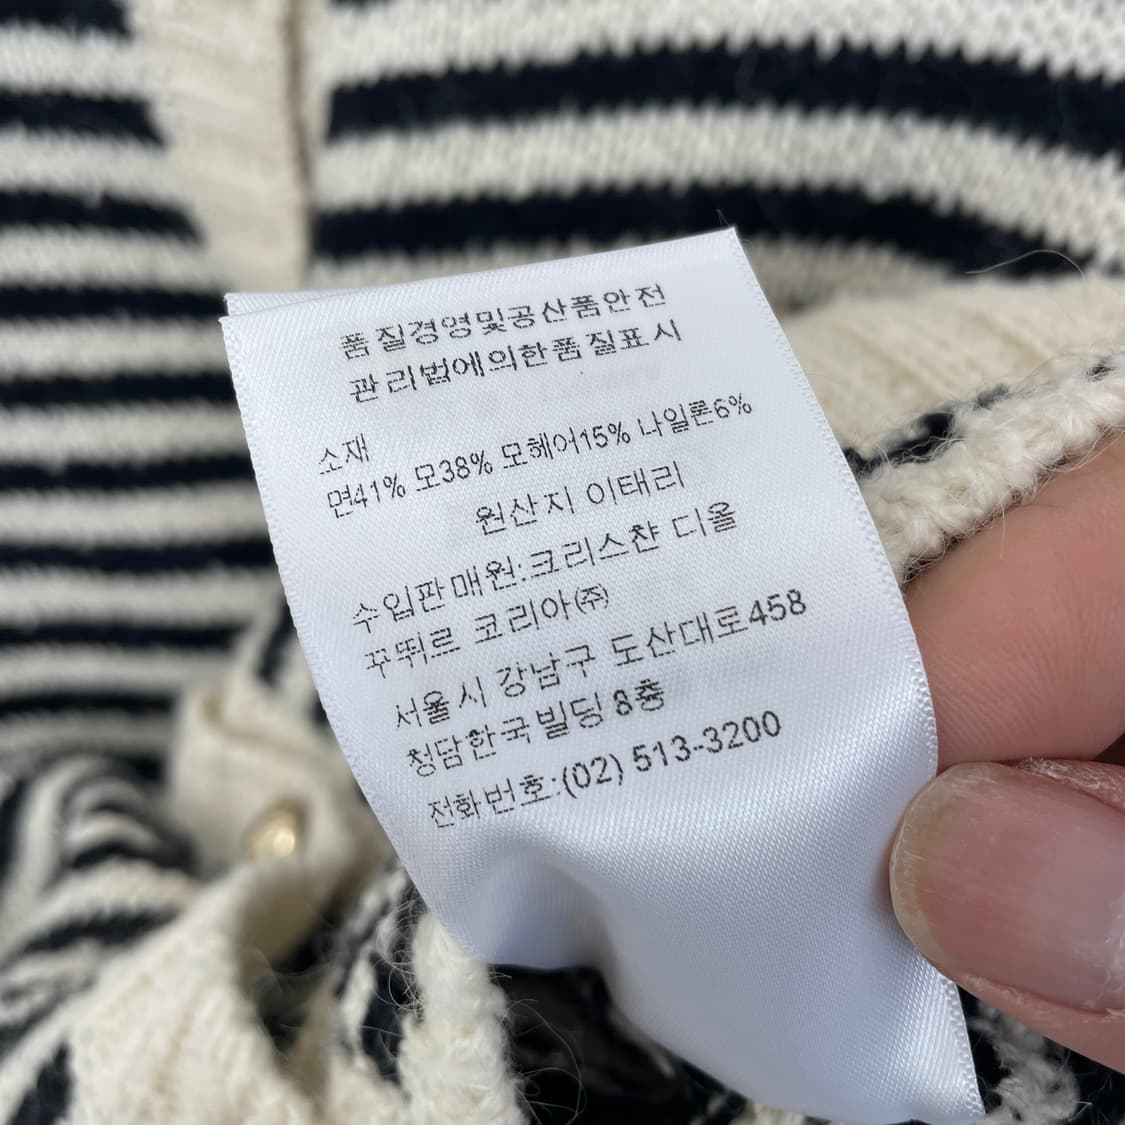 품질경영및공산품안전
관리법에의한품질표시
소재
면41% 모38% 모헤어15% 나일론6%
원산지 이태리
수입판매원:크리스챤 디올
꾸뛰르 코리아㈜
서울시 강남구 도산대로458
청담한국빌딩 8층
전화번호:(02) 513-3200